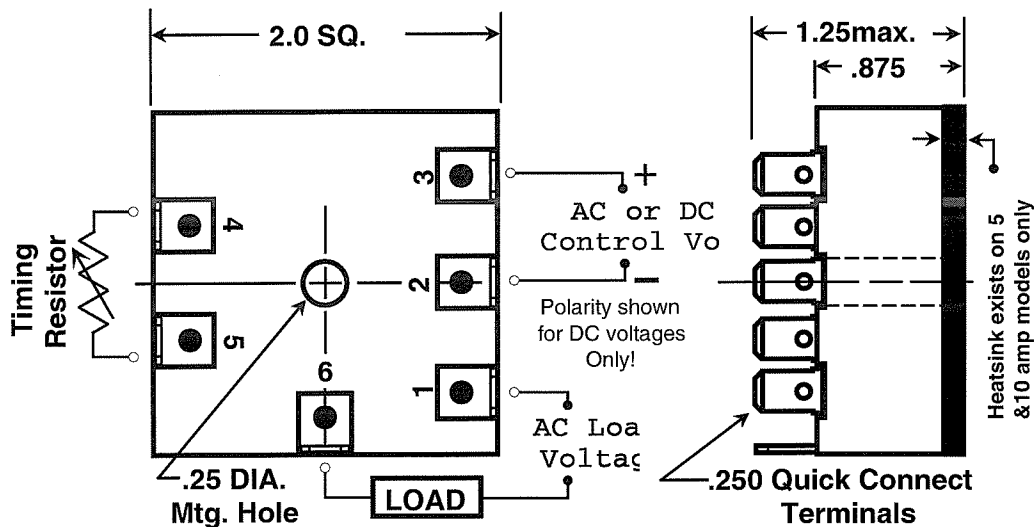 2.0 SQ.
1.25max.
.875
3
+
AC or DC
Control Vo
4
Timing
Resistor
2
−
Polarity shown
for DC voltages
Only!
5
6
1
AC Loa
Voltag
Heatsink exists on 5
&10 amp models only
.25 DIA.
Mtg. Hole
LOAD
.250 Quick Connect
Terminals